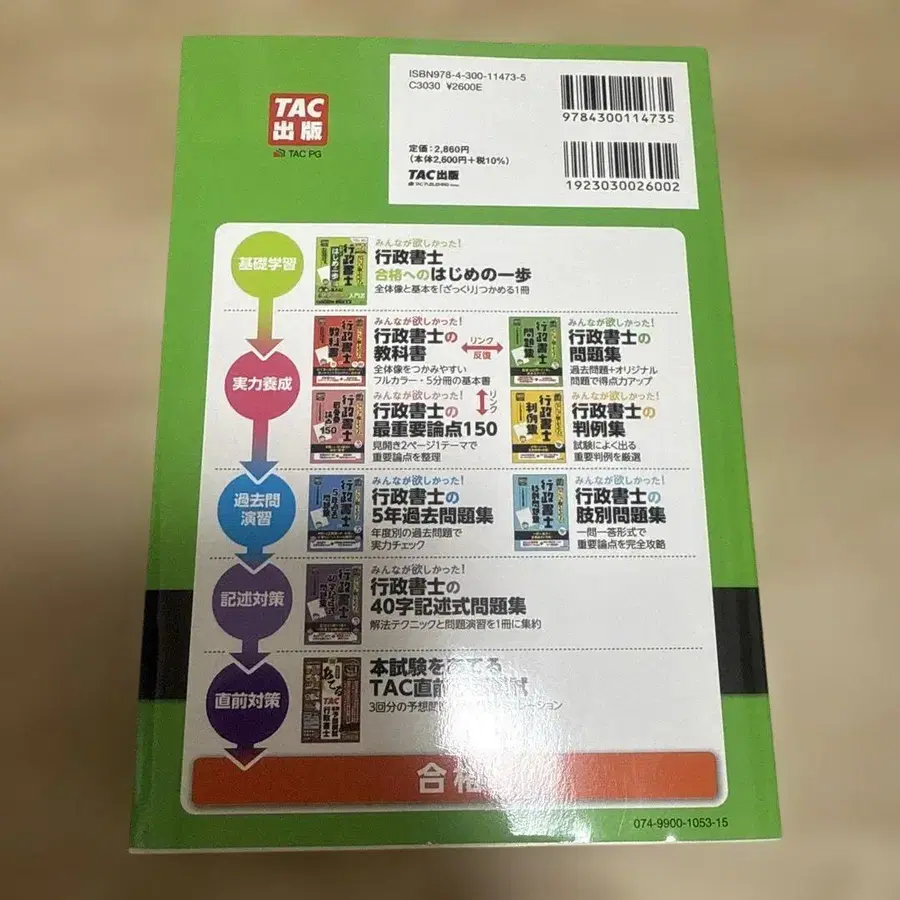 TAC
出版
TAC PG
ISBN978-4-300-11473-5
C3030 ¥2600E
9784300114735
定価：2,860円
（本体2,600円＋税10%）
TAC出版
1923030026002
基礎学習
みんなが欲しかった！
行政書士
合格へのはじめの一歩
全体像と基本を「ざっくり」つかめる1冊
実力養成
みんなが欲しかった！
行政書士の
教科書
全体像をつかみやすい
フルカラー・5分冊の基本書
リンク
反復
みんなが欲しかった！
行政書士の
問題集
過去問題＋オリジナル
問題で得点力アップ
リンク
みんなが欲しかった！
行政書士の
最重要論点150
見開き2ページ1テーマで
重要論点を整理
みんなが欲しかった！
行政書士の
判例集
試験によく出る
重要判例を厳選
過去問
演習
みんなが欲しかった！
行政書士の
5年過去問題集
年度別の過去問題で
実力チェック
みんなが欲しかった！
行政書士の
肢別問題集
一問一答形式で
重要論点を完全攻略
記述対策
みんなが欲しかった！
行政書士の
40字記述式問題集
解法テクニックと問題演習を1冊に集約
直前対策
本試験をあてる
TAC直前
試
3回分の予想問
レーション
合格
074-9900-1053-15